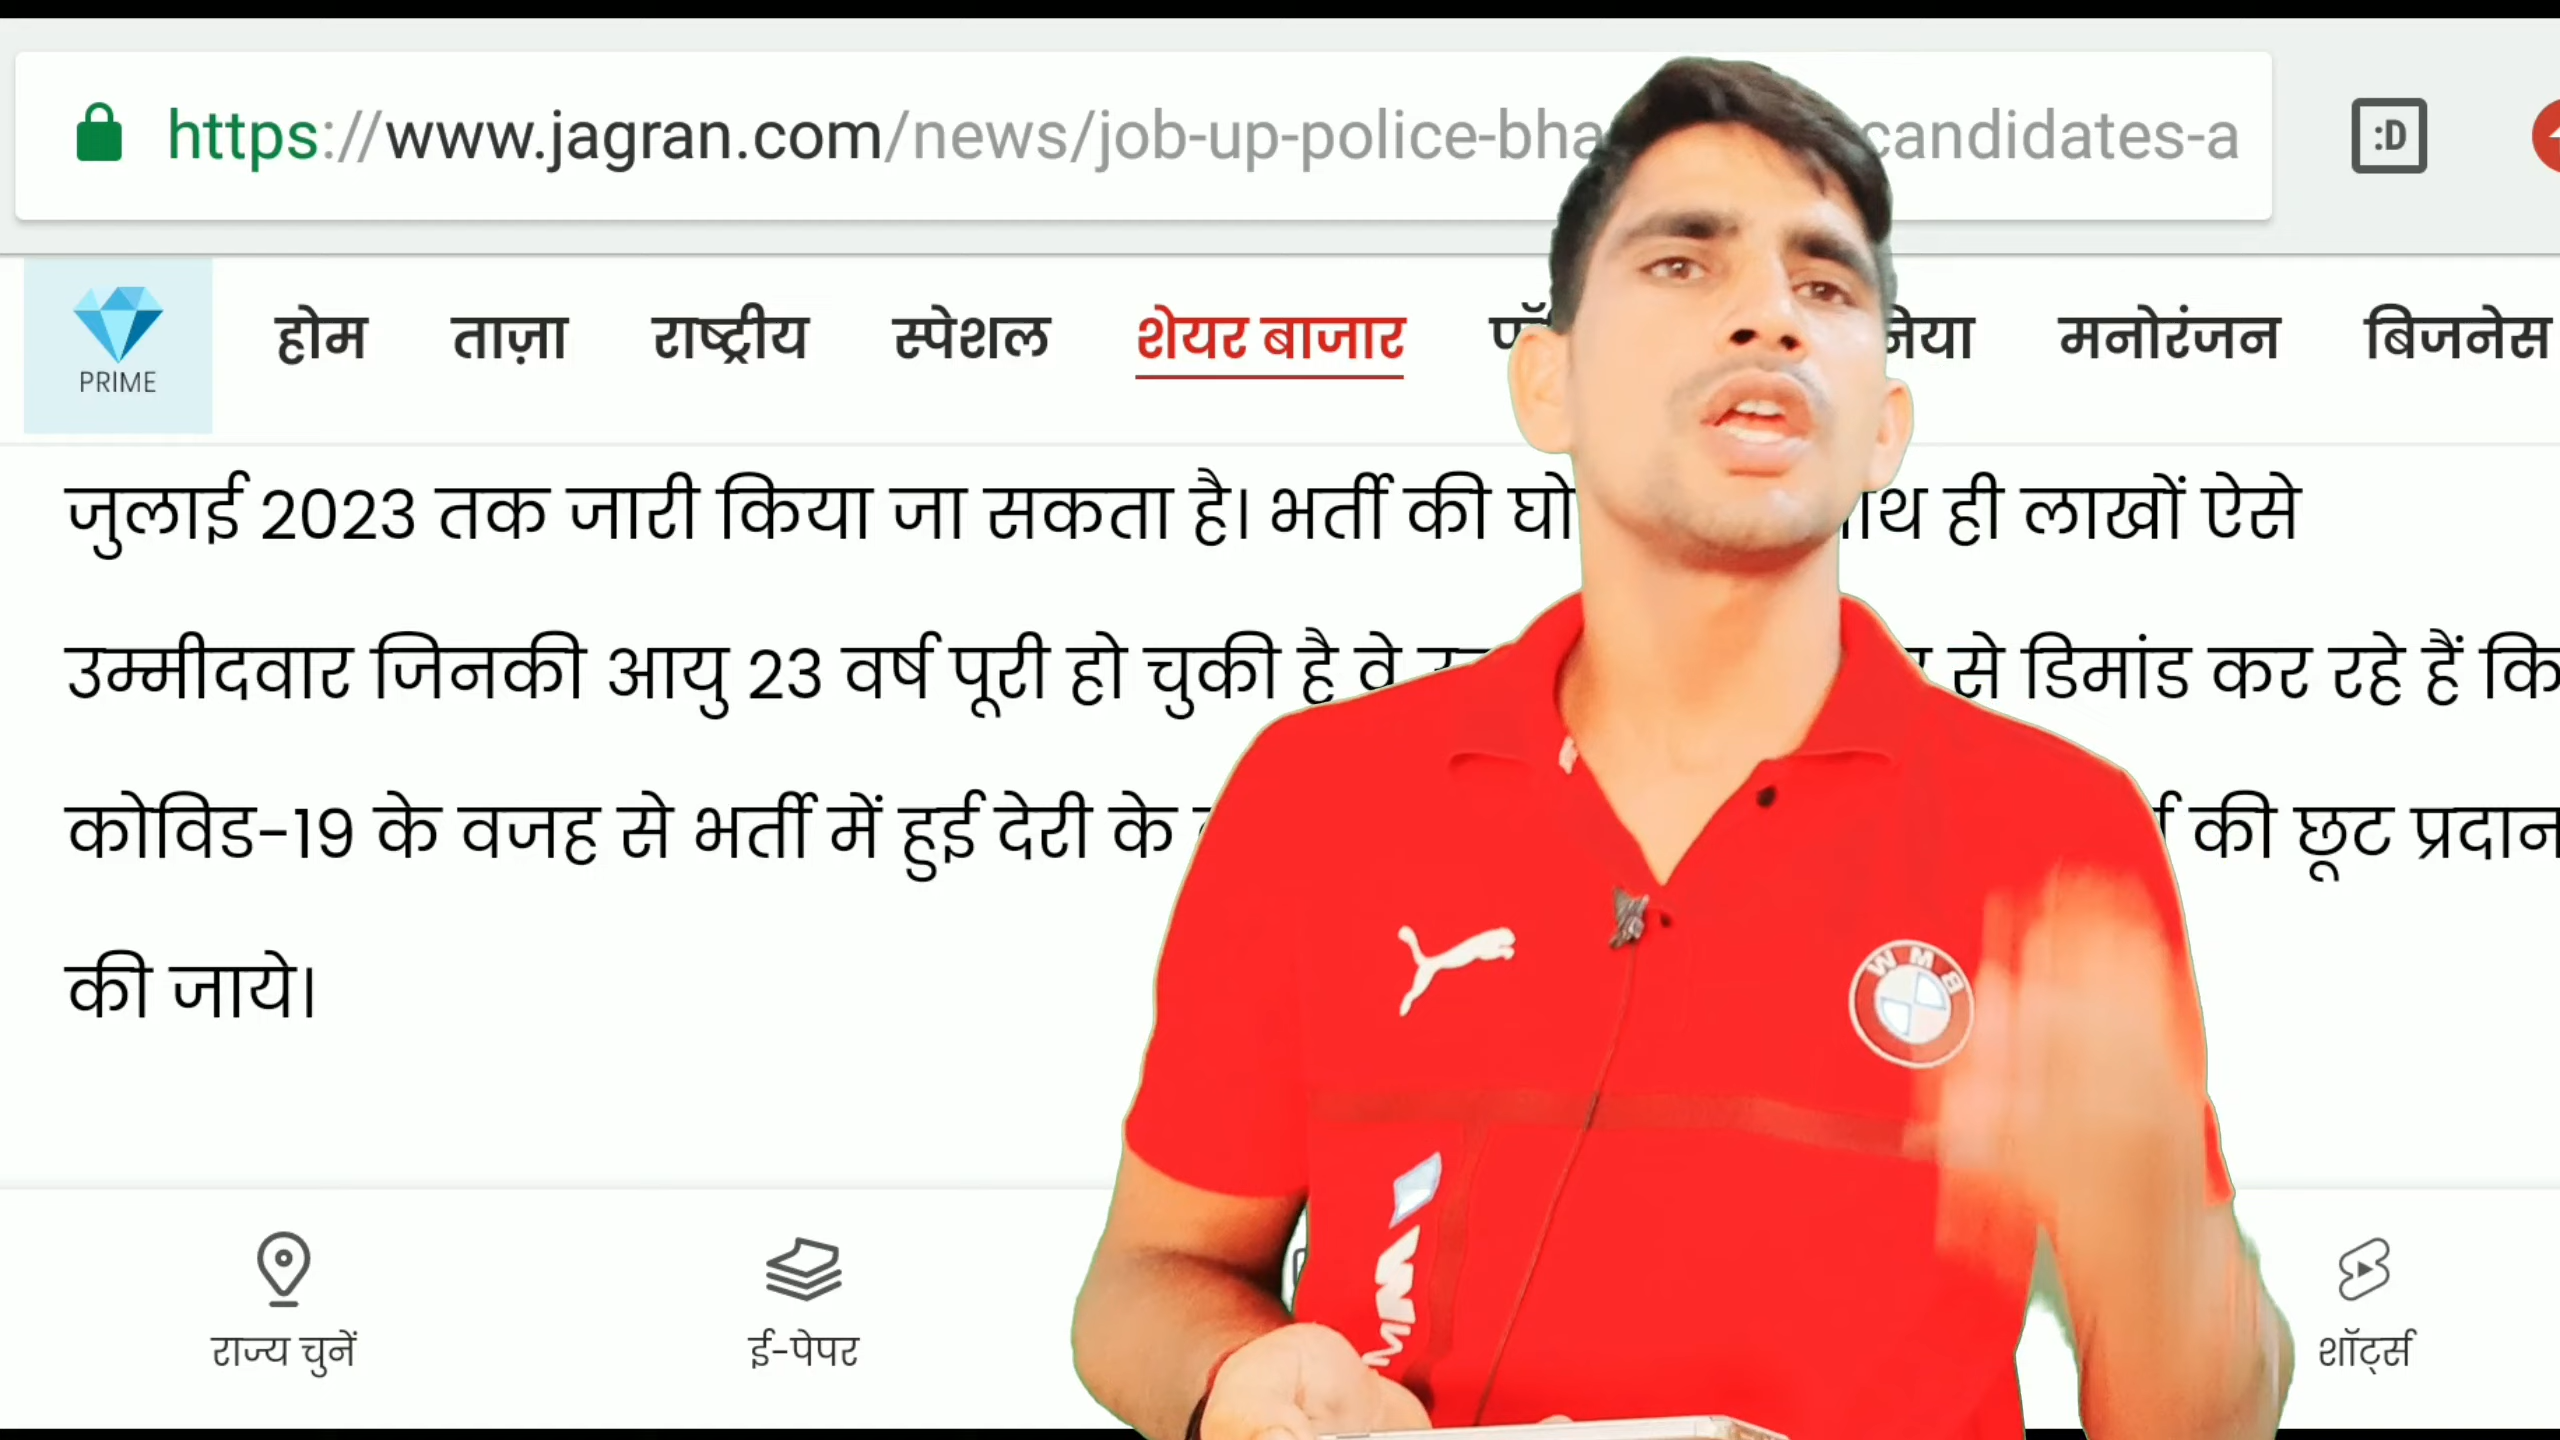 https://www.jagran.com/news/job-up-police-bha candidates-a
:D
PRIME
होम ताज़ा राष्ट्रीय स्पेशल शेयर बाजार मनोरंजन बिजनेस
जुलाई 2023 तक जारी किया जा सकता है। भर्ती की ही लाखों ऐसे
उम्मीदवार जिनकी आयु 23 वर्ष पूरी हो चुकी है वे से डिमांड कर रहे हैं कि
कोविड-19 के वजह से भर्ती में हुई देरी के की छूट प्रदान
की जाये।
BMW
राज्य चुनें ई-पेपर शॉर्ट्स